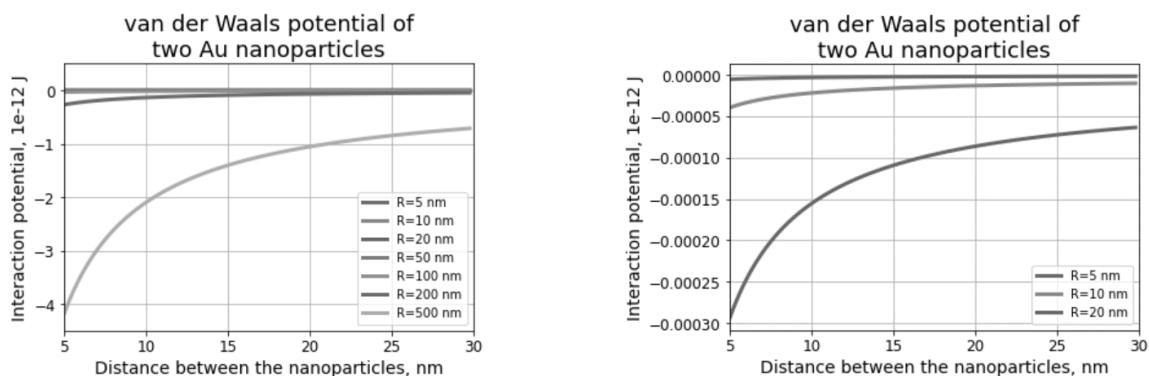 van der Waals potential of
two Au nanoparticles
Interaction potential, 1e-12 J
0
−1
−2
−3
−4
R=5 nm
R=10 nm
R=20 nm
R=50 nm
R=100 nm
R=200 nm
R=500 nm
5 10 15 20 25 30
Distance between the nanoparticles, nm
van der Waals potential of
two Au nanoparticles
Interaction potential, 1e-12 J
0.00000
−0.00005
−0.00010
−0.00015
−0.00020
−0.00025
−0.00030
R=5 nm
R=10 nm
R=20 nm
5 10 15 20 25 30
Distance between the nanoparticles, nm